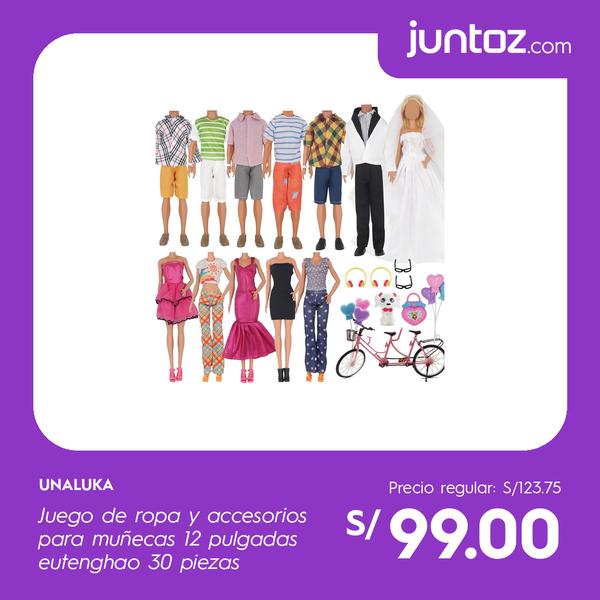 juntoz.com
UNALUKA
Juego de ropa y accesorios
para muñecas 12 pulgadas
eutenghao 30 piezas
Precio regular: S/123.75
S/ 99.00